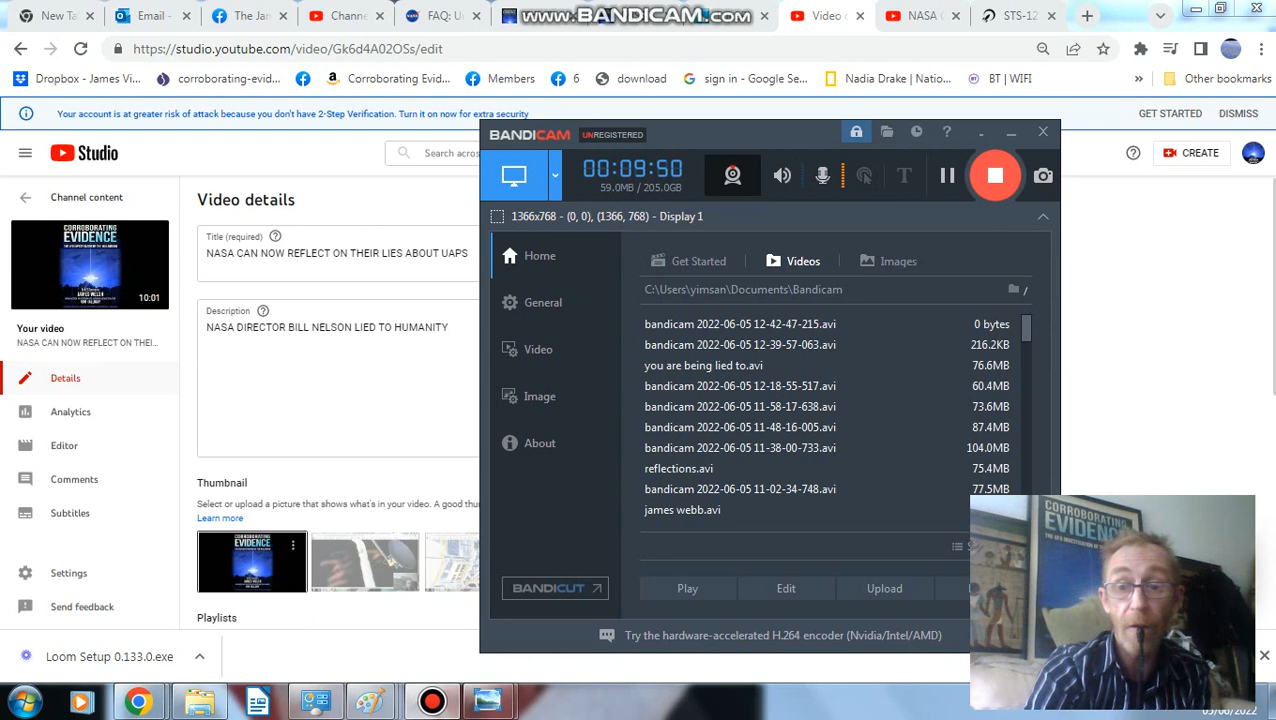 New Ta
Email -
The Jan
Channe
FAQ: U
www.BANDICAM.com
Video d
NASA C
STS-12
https://studio.youtube.com/video/Gk6d4A02OSs/edit
Dropbox - James Vi...
corroborating-evid...
Corroborating Evid...
Members
6
download
sign in - Google Se...
Nadia Drake | Natio...
BT | WIFI
»
Other bookmarks
Your account is at greater risk of attack because you don't have 2-Step Verification. Turn it on now for extra security
GET STARTED
DISMISS
BANDICAM UNREGISTERED
Studio
Search acros
CREATE
00:09:50
59.0MB / 205.0GB
Channel content
Video details
1366x768 - (0, 0), (1366, 768) - Display 1
CORROBORATING
EVIDENCE
10:01
Title (required)
NASA CAN NOW REFLECT ON THEIR LIES ABOUT UAPS
Home
Get Started
Videos
Images
C:\Users\yimsan\Documents\Bandicam
/
General
Description
NASA DIRECTOR BILL NELSON LIED TO HUMANITY
Your video
NASA CAN NOW REFLECT ON THEI...
bandicam 2022-06-05 12-42-47-215.avi 0 bytes
bandicam 2022-06-05 12-39-57-063.avi 216.2KB
you are being lied to.avi 76.6MB
bandicam 2022-06-05 12-18-55-517.avi 60.4MB
bandicam 2022-06-05 11-58-17-638.avi 73.6MB
bandicam 2022-06-05 11-48-16-005.avi 87.4MB
bandicam 2022-06-05 11-38-00-733.avi 104.0MB
reflections.avi 75.4MB
bandicam 2022-06-05 11-02-34-748.avi 77.5MB
james webb.avi
Video
Image
About
Details
Analytics
Editor
Comments
Subtitles
Settings
Send feedback
Thumbnail
Select or upload a picture that shows what's in your video. A good thu
Learn more
Playlists
BANDICUT
Play
Edit
Upload
Try the hardware-accelerated H.264 encoder (Nvidia/Intel/AMD)
CORROBORATING
EVIDENCE
Loom Setup 0.133.0.exe